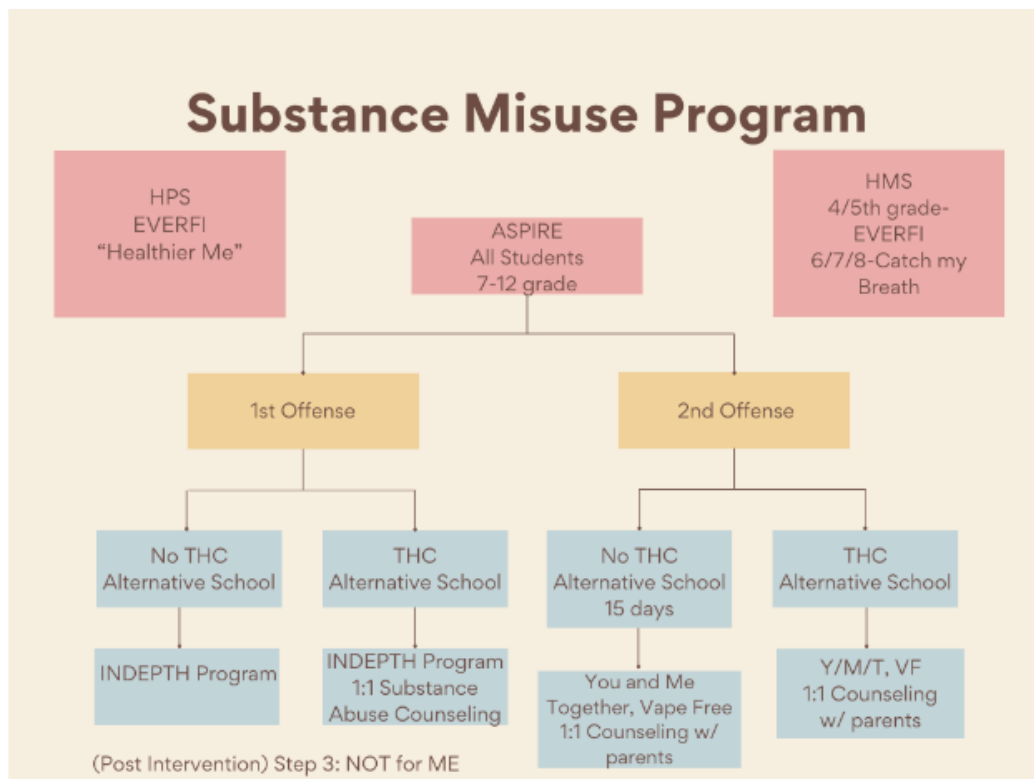 Substance Misuse Program
HPS
EVERFI
“Healthier Me”
ASPIRE
All Students
7-12 grade
HMS
4/5th grade-
EVERFI
6/7/8-Catch my
Breath
1st Offense
2nd Offense
No THC
Alternative School
THC
Alternative School
No THC
Alternative School
15 days
THC
Alternative School
INDEPTH Program
INDEPTH Program
1:1 Substance
Abuse Counseling
You and Me
Together, Vape Free
1:1 Counseling w/
parents
Y/M/T, VF
1:1 Counseling
w/ parents
(Post Intervention) Step 3: NOT for ME